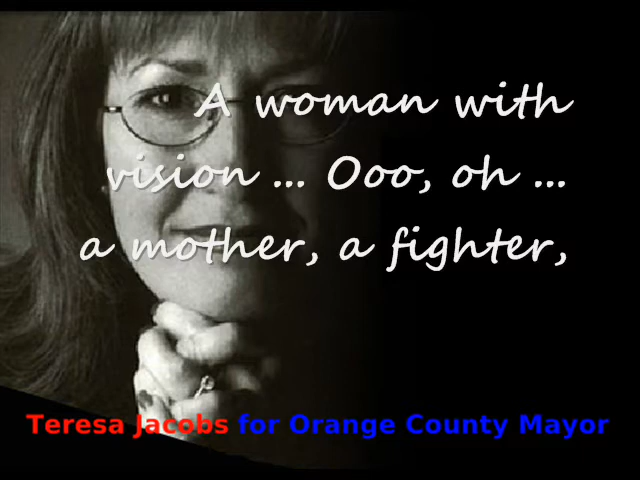 A woman with
vision ... Ooo, oh ...
a mother, a fighter,
Teresa Jacobs for Orange County Mayor